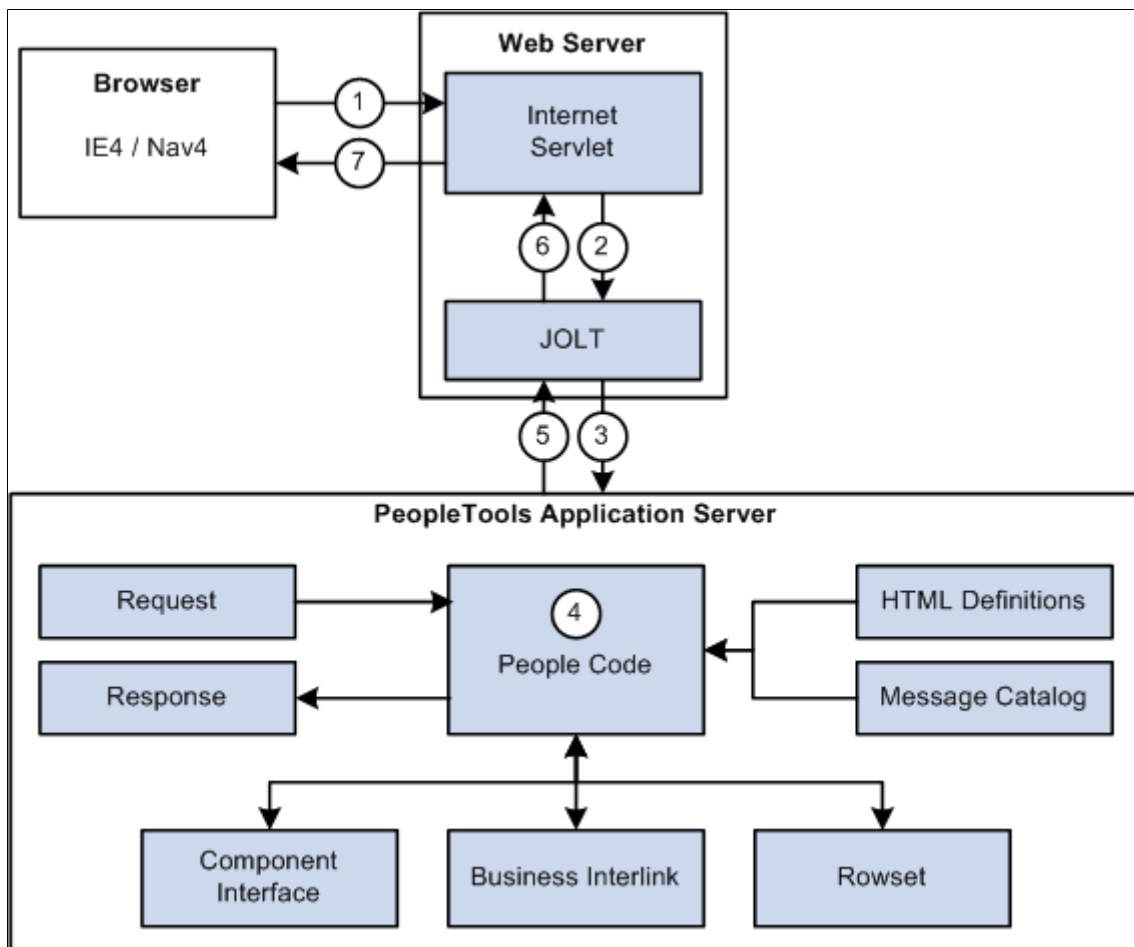 Web Server
Browser
IE4 / Nav4
1
7
Internet
Servlet
6
2
JOLT
5
3
PeopleTools Application Server
Request
Response
4
People Code
HTML Definitions
Message Catalog
Component
Interface
Business Interlink
Rowset